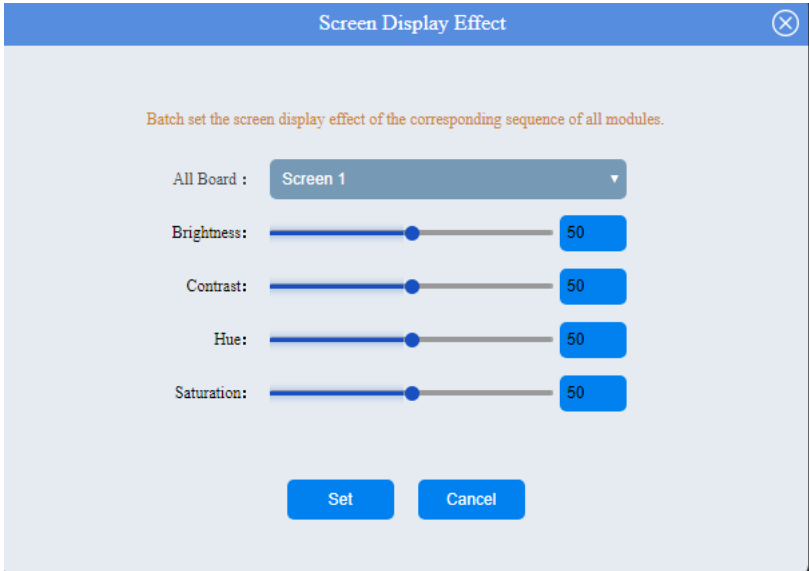 Screen Display Effect
Batch set the screen display effect of the corresponding sequence of all modules.
All Board : Screen 1
Brightness: 50
Contrast: 50
Hue: 50
Saturation: 50
Set Cancel